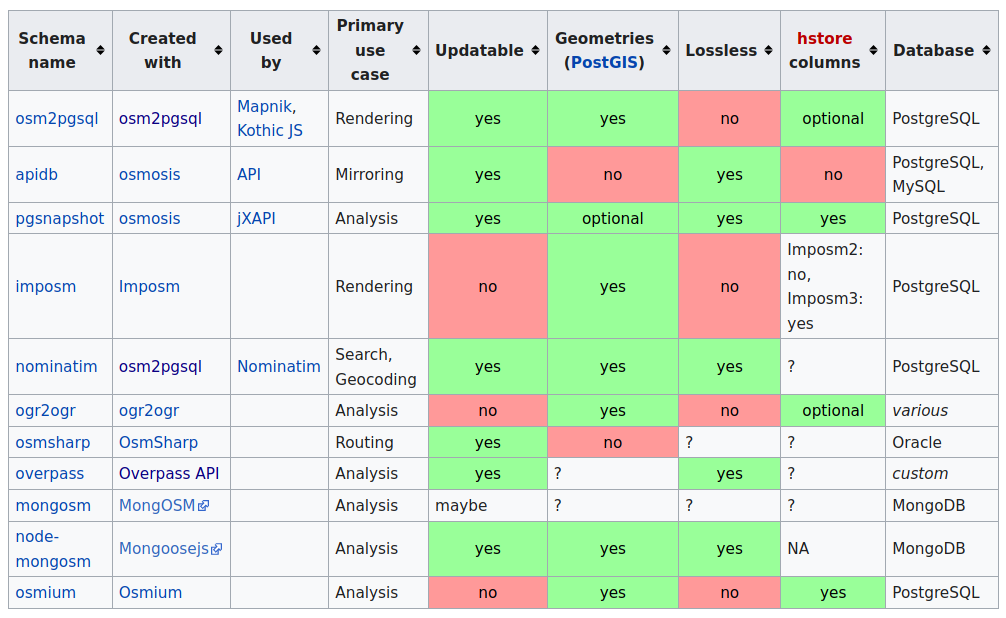 Schema name Created with Used by Primary use case Updatable Geometries (PostGIS) Lossless hstore columns Database
osm2pgsql osm2pgsql Mapnik, Kothic JS Rendering yes yes no optional PostgreSQL
apidb osmosis API Mirroring yes no yes no PostgreSQL, MySQL
pgsnapshot osmosis jXAPI Analysis yes optional yes yes PostgreSQL
imposm Imposm Rendering no yes no Imposm2: no, Imposm3: yes PostgreSQL
nominatim osm2pgsql Nominatim Search, Geocoding yes yes yes ? PostgreSQL
ogr2ogr ogr2ogr Analysis no yes no optional various
osmsharp OsmSharp Routing yes no ? ? Oracle
overpass Overpass API Analysis yes ? yes ? custom
mongosm MongOSM Analysis maybe ? ? ? MongoDB
node-mongosm Mongoosejs Analysis yes yes yes NA MongoDB
osmium Osmium Analysis no yes no yes PostgreSQL